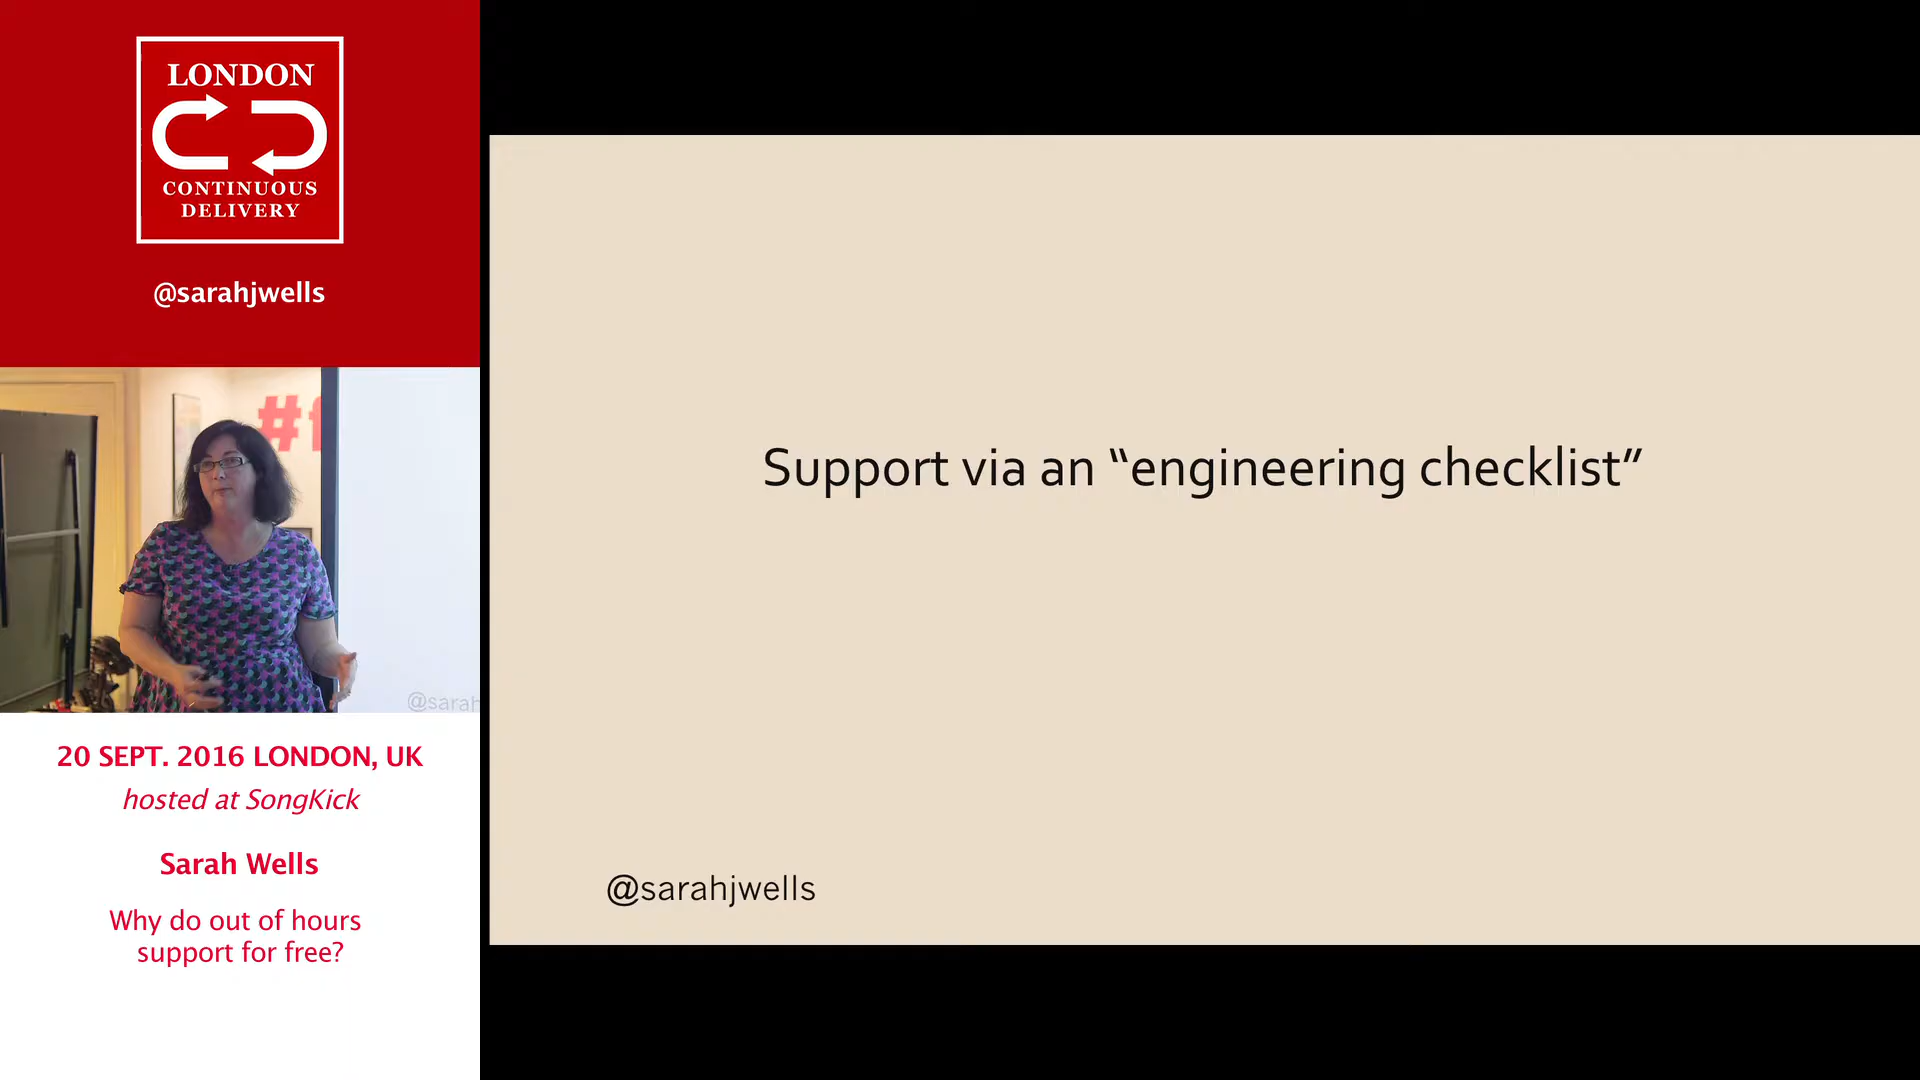 LONDON
CONTINUOUS
DELIVERY
@sarahjwells
#f
@sarah
20 SEPT. 2016 LONDON, UK
hosted at SongKick
Sarah Wells
Why do out of hours
support for free?
Support via an “engineering checklist”
@sarahjwells